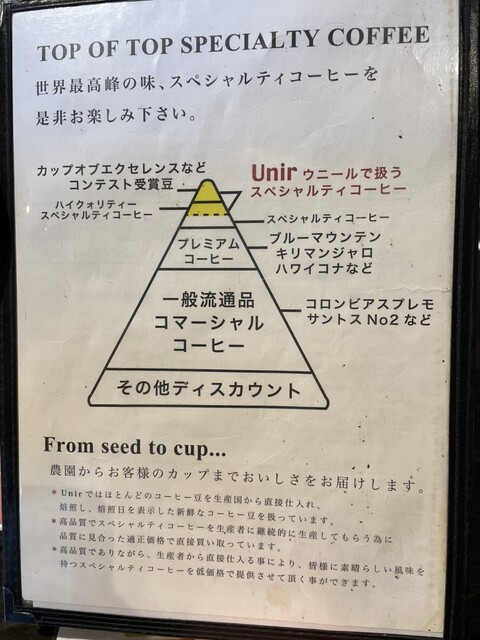 TOP OF TOP SPECIALTY COFFEE
世界最高峰の味、スペシャルティコーヒーを
是非お楽しみ下さい。
カップオブエクセレンスなど
コンテスト受賞豆
Unir ウニールで扱う
スペシャルティコーヒー
ハイクォリティー
スペシャルティコーヒー
スペシャルティコーヒー
プレミアム
コーヒー
ブルーマウンテン
キリマンジャロ
ハワイコナなど
一般流通品
コマーシャル
コーヒー
コロンビアスプレモ
サントス No2 など
その他ディスカウント
From seed to cup...
農園からお客様のカップまでおいしさをお届けします。
* Unirではほとんどのコーヒー豆を生産国から直接仕入れ、
焙煎し、焙煎日を表示した新鮮なコーヒー豆を扱っています。
* 高品質でスペシャルティコーヒーを生産者に継続的に生産してもらう為に
品質に見合った適正価格で直接買い取っています。
* 高品質でありながら、生産者から直接仕入る事により、皆様に素晴らしい風味を
持つスペシャルティコーヒーを低価格で提供させて頂く事ができます。